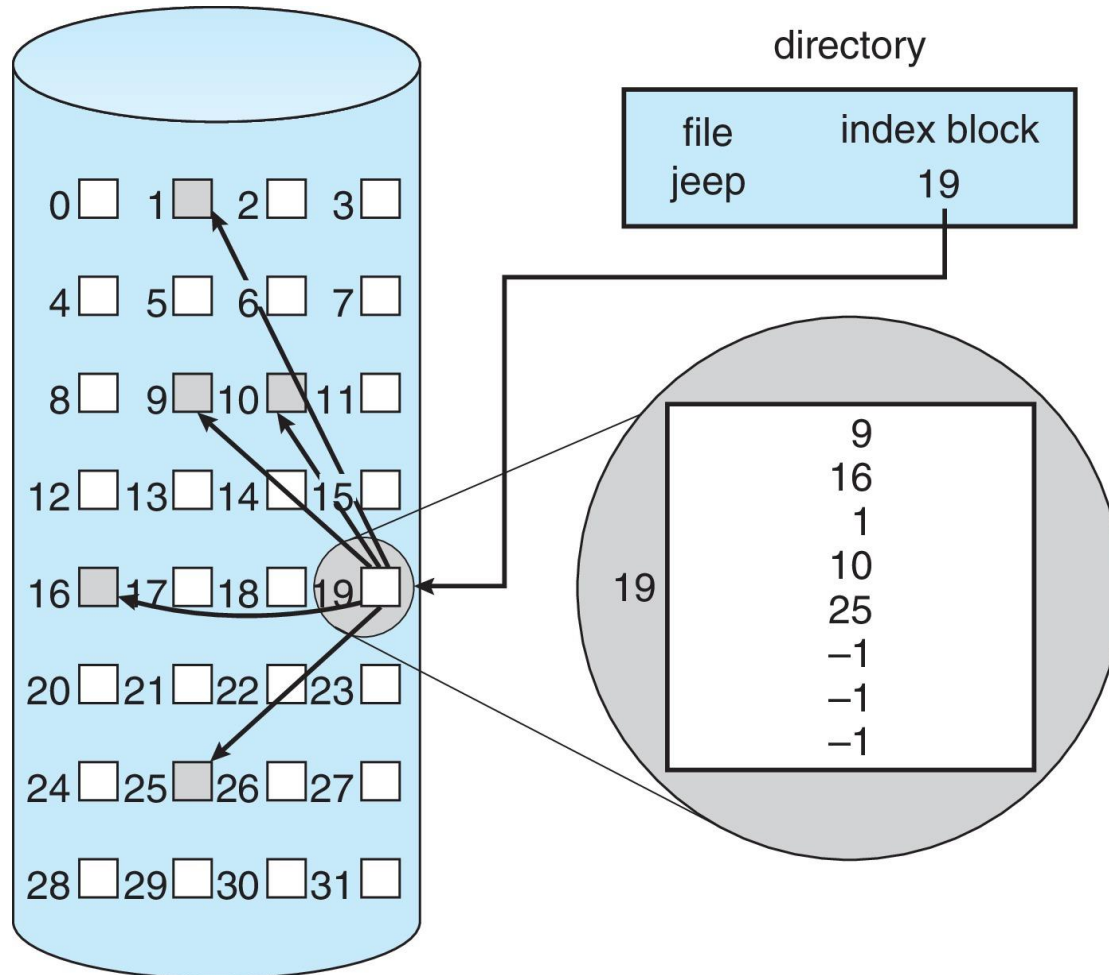 directory
file index block
jeep 19
0 1 2 3
4 5 6 7
8 9 10 11
12 13 14 15
16 17 18 19
20 21 22 23
24 25 26 27
28 29 30 31
19
9
16
1
10
25
–1
–1
–1